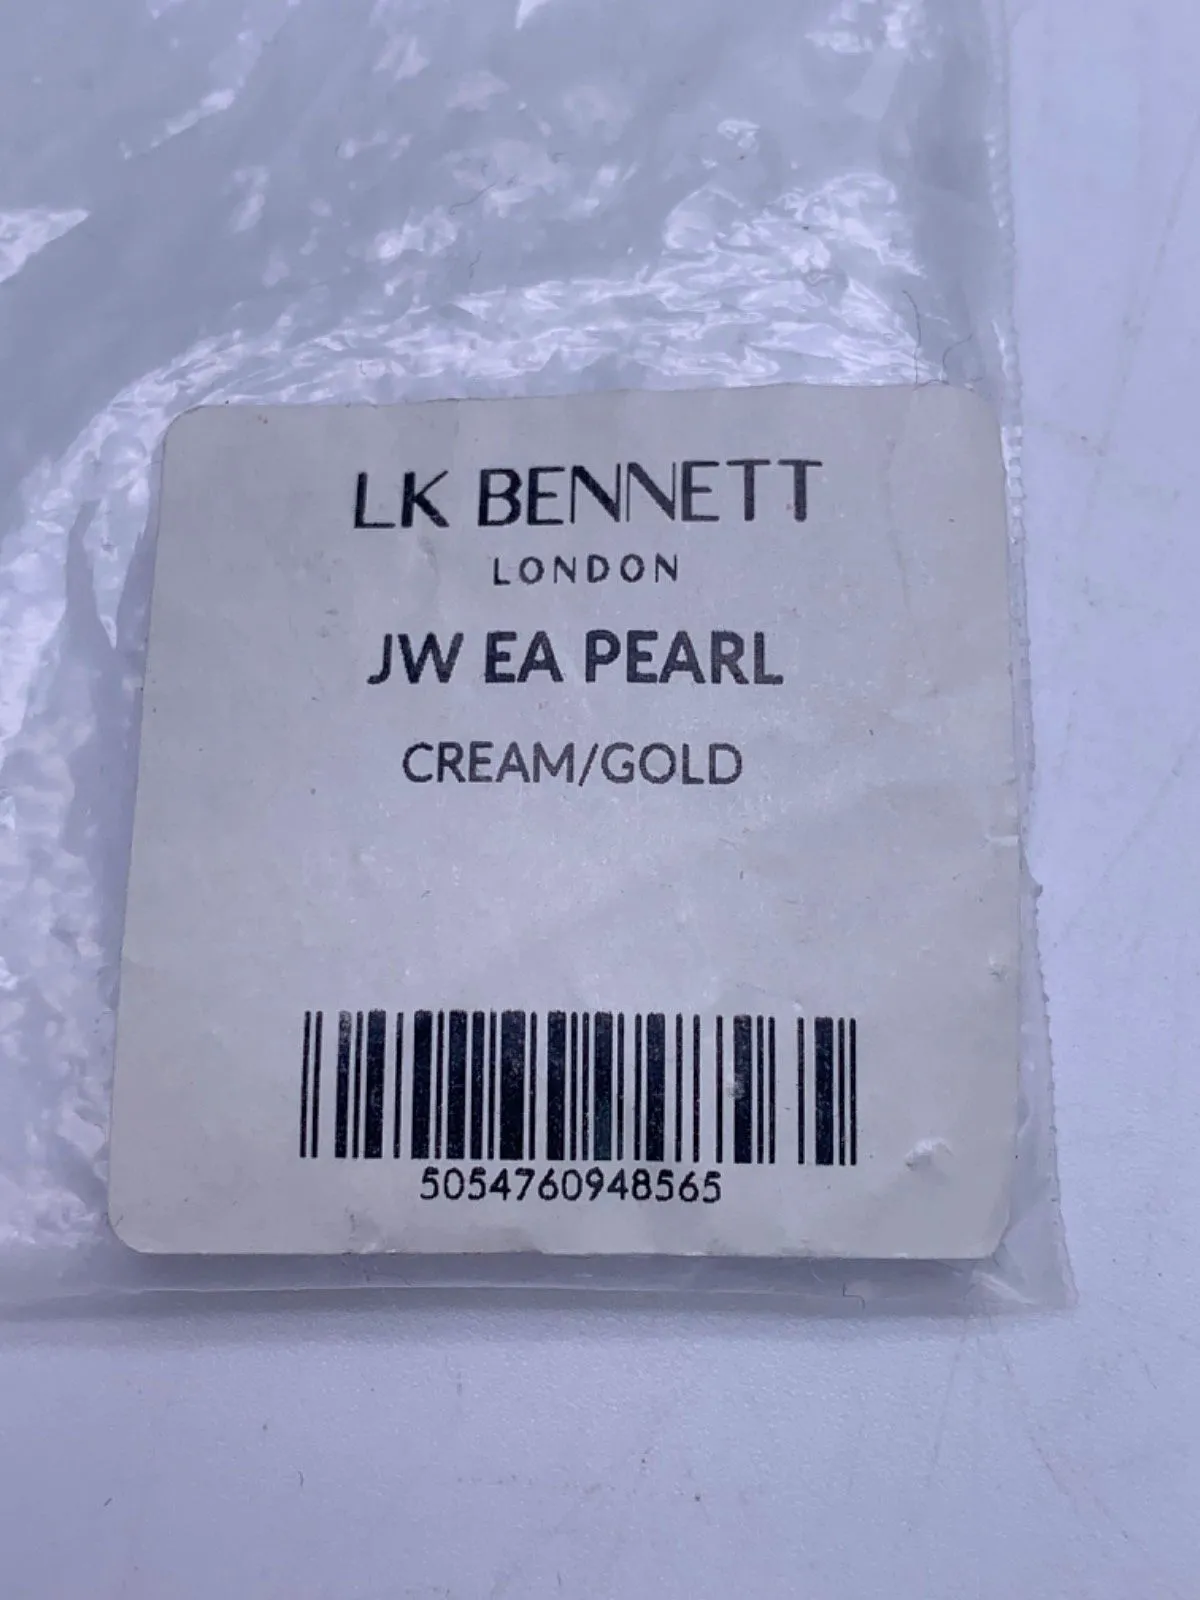 LK BENNETT
LONDON
JW EA PEARL
CREAM/GOLD
5054760948565